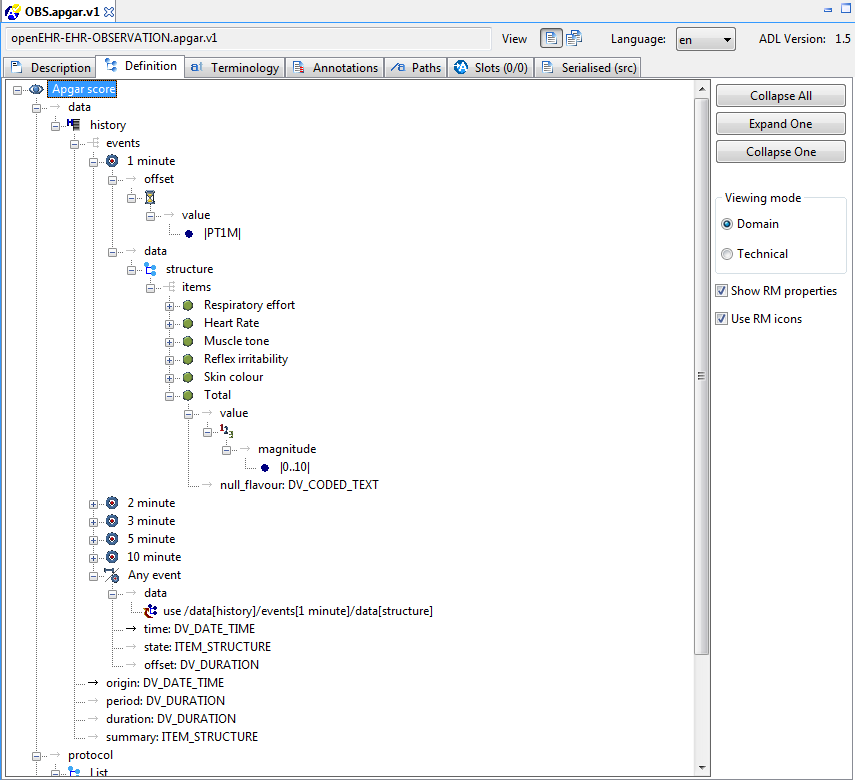 OBS.apgar.v1
openEHR-EHR-OBSERVATION.apgar.v1 View Language: en ADL Version: 1.5
Description Definition Terminology Annotations Paths Slots (0/0) Serialised (src)
Apgar score
data
history
events
1 minute
offset
value
|PT1M|
data
structure
items
Respiratory effort
Heart Rate
Muscle tone
Reflex irritability
Skin colour
Total
value
magnitude
|0..10|
null_flavour: DV_CODED_TEXT
2 minute
3 minute
5 minute
10 minute
Any event
data
use /data[history]/events[1 minute]/data[structure]
time: DV_DATE_TIME
state: ITEM_STRUCTURE
offset: DV_DURATION
origin: DV_DATE_TIME
period: DV_DURATION
duration: DV_DURATION
summary: ITEM_STRUCTURE
protocol
List
Collapse All
Expand One
Collapse One
Viewing mode
Domain
Technical
Show RM properties
Use RM icons